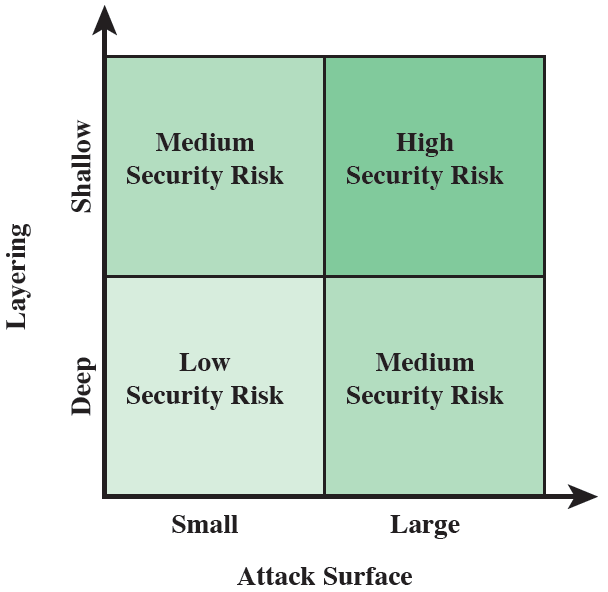 Layering
Shallow
Deep
Medium
Security Risk
High
Security Risk
Low
Security Risk
Medium
Security Risk
Small
Large
Attack Surface